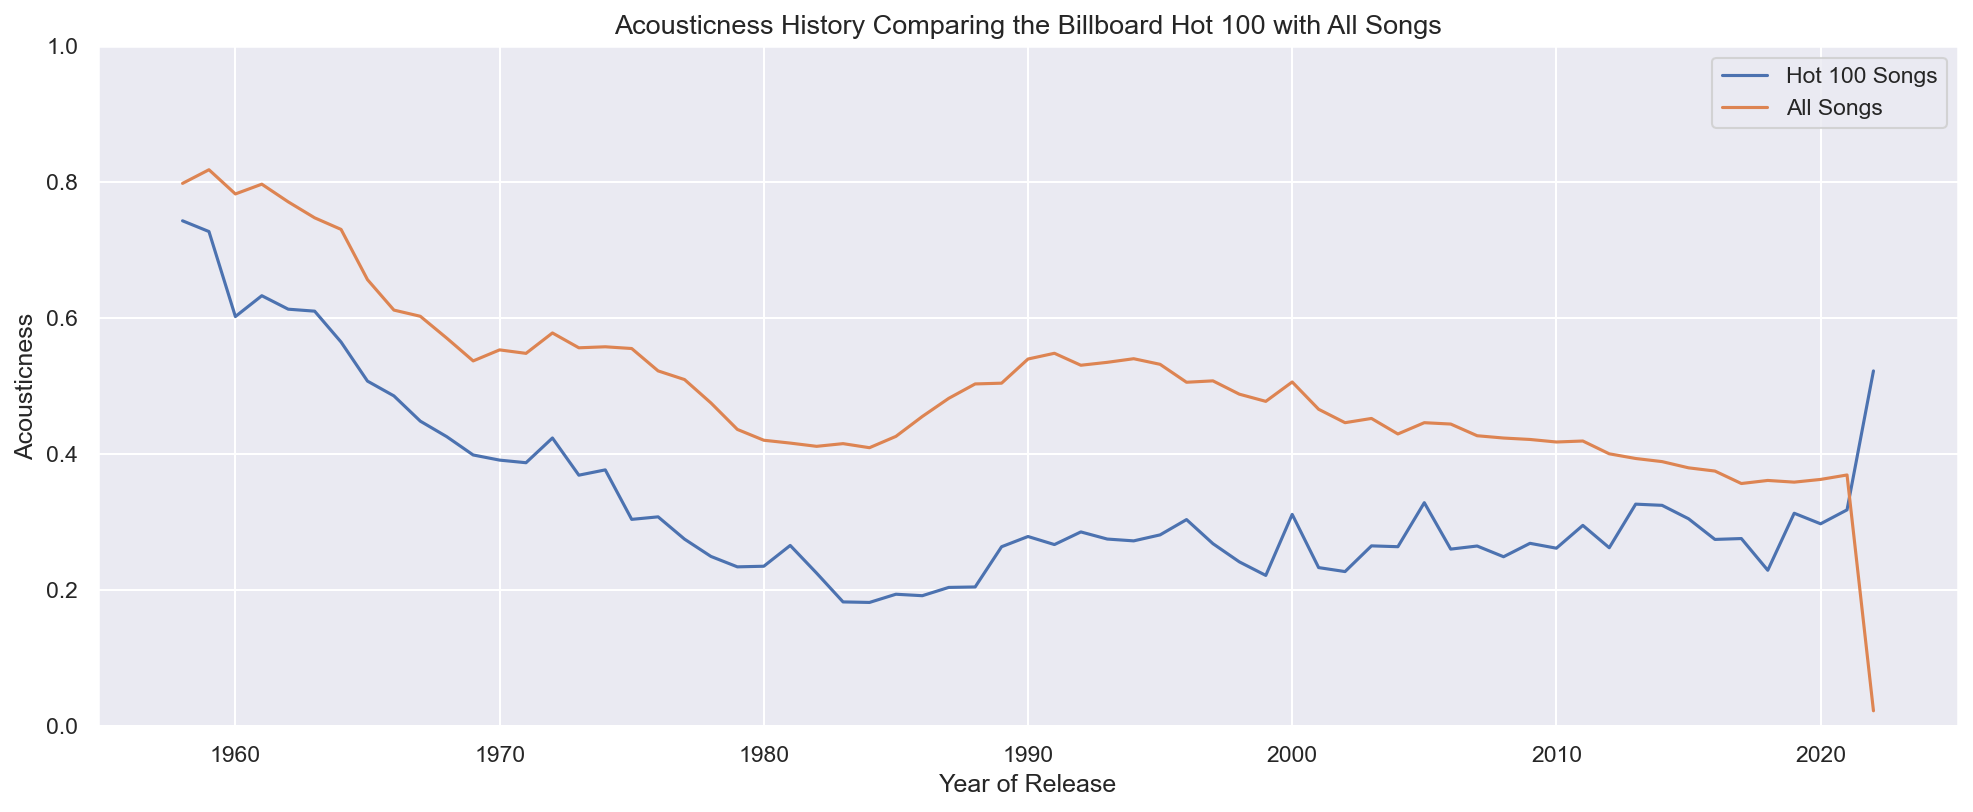 Acousticness History Comparing the Billboard Hot 100 with All Songs
Hot 100 Songs
All Songs
Acousticness
1.0
0.8
0.6
0.4
0.2
0.0
1960 1970 1980 1990 2000 2010 2020
Year of Release